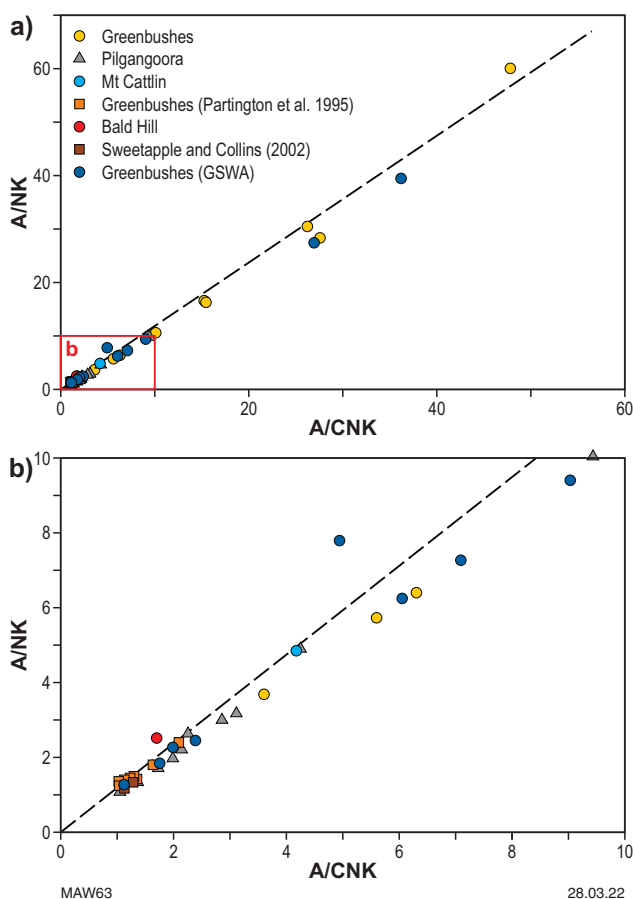 a)
Greenbushes
Pilgangoora
Mt Cattlin
Greenbushes (Partington et al. 1995)
Bald Hill
Sweetapple and Collins (2002)
Greenbushes (GSWA)
60
40
20
0
A/NK
b
0 20 40 60
A/CNK
b)
10
8
6
4
2
0
A/NK
0 2 4 6 8 10
A/CNK
MAW63 28.03.22